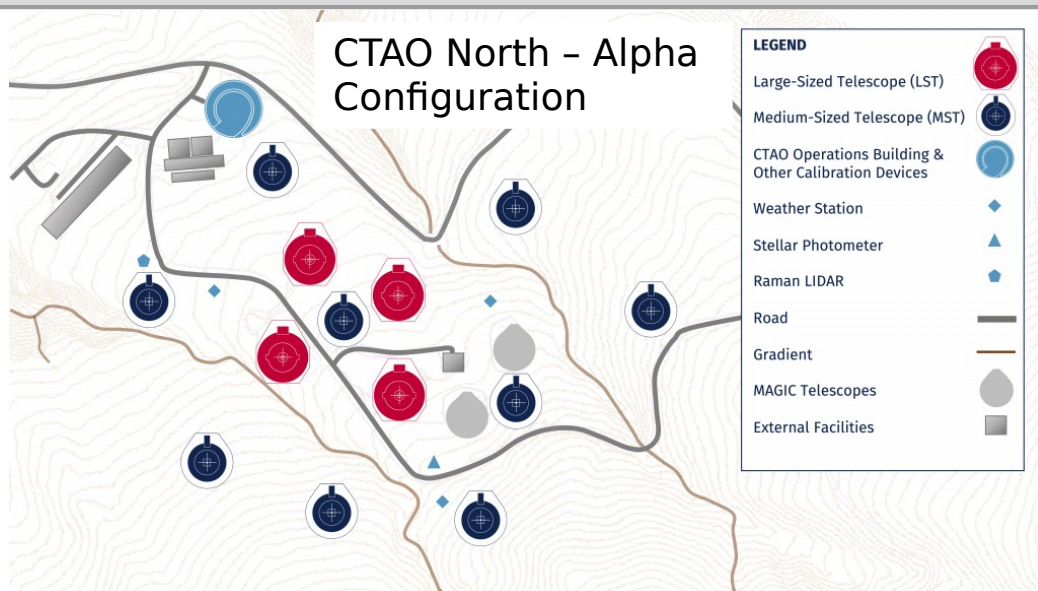 CTAO North – Alpha
Configuration
LEGEND
Large-Sized Telescope (LST)
Medium-Sized Telescope (MST)
CTAO Operations Building &
Other Calibration Devices
Weather Station
Stellar Photometer
Raman LIDAR
Road
Gradient
MAGIC Telescopes
External Facilities